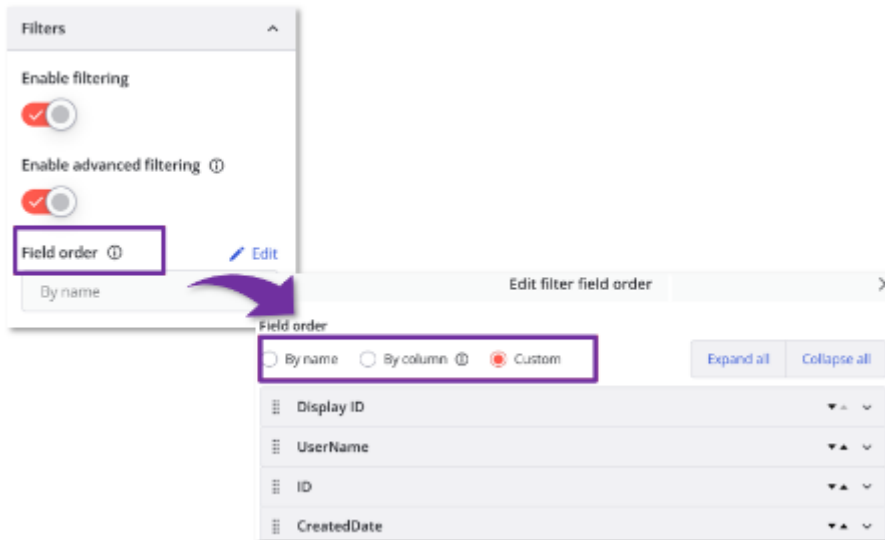 Filters
Enable filtering
Enable advanced filtering
Field order
Edit
By name
Edit filter field order
Field order
By name By column Custom
Expand all Collapse all
Display ID
UserName
ID
CreatedDate